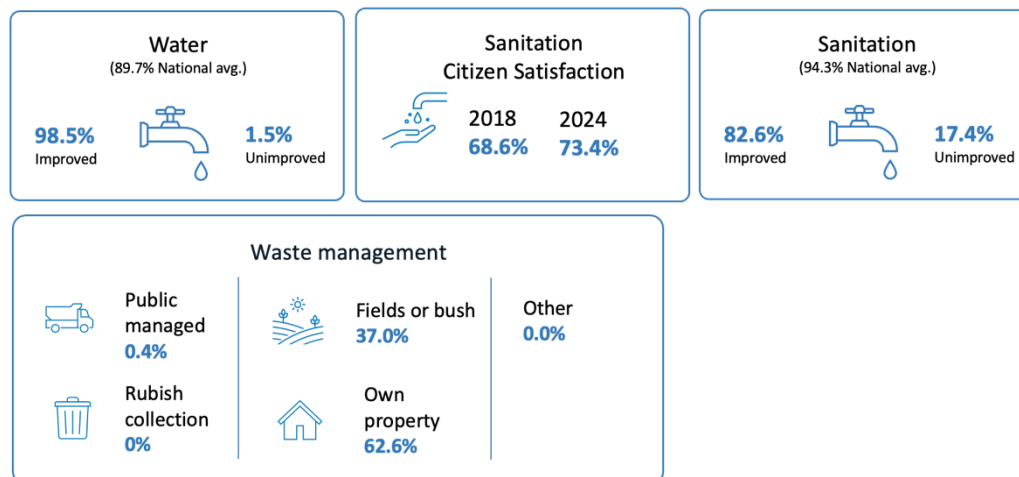 Water
(89.7% National avg.)
98.5%
Improved
1.5%
Unimproved
Sanitation
Citizen Satisfaction
2018
68.6%
2024
73.4%
Sanitation
(94.3% National avg.)
82.6%
Improved
17.4%
Unimproved
Waste management
Public
managed
0.4%
Rubish
collection
0%
Fields or bush
37.0%
Own
property
62.6%
Other
0.0%